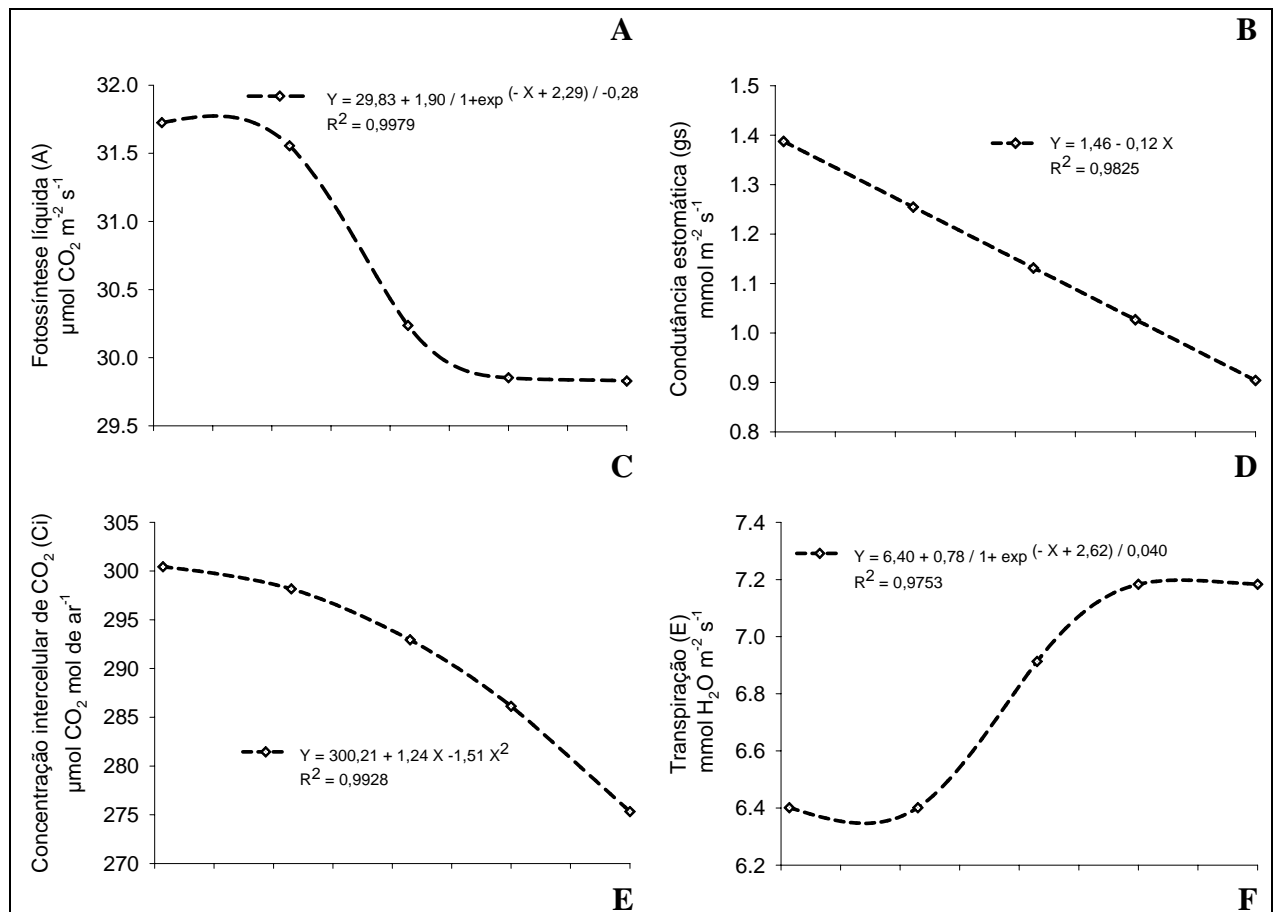 A
Fotossíntese líquida (A)
µmol CO₂ m⁻² s⁻¹
32.0
31.5
31.0
30.5
30.0
29.5
Y = 29,83 + 1,90 / 1+exp (- X + 2,29) / -0,28
R² = 0,9979
B
Condutância estomática (gs)
mmol m⁻² s⁻¹
1.5
1.4
1.3
1.2
1.1
1.0
0.9
0.8
Y = 1,46 - 0,12 X
R² = 0,9825
C
Concentração intercelular de CO₂ (Ci)
µmol CO₂ mol de ar⁻¹
305
300
295
290
285
280
275
270
Y = 300,21 + 1,24 X -1,51 X²
R² = 0,9928
D
Transpiração (E)
mmol H₂O m⁻² s⁻¹
7.4
7.2
7.0
6.8
6.6
6.4
6.2
Y = 6,40 + 0,78 / 1+ exp (- X + 2,62) / 0,040
R² = 0,9753
E
F